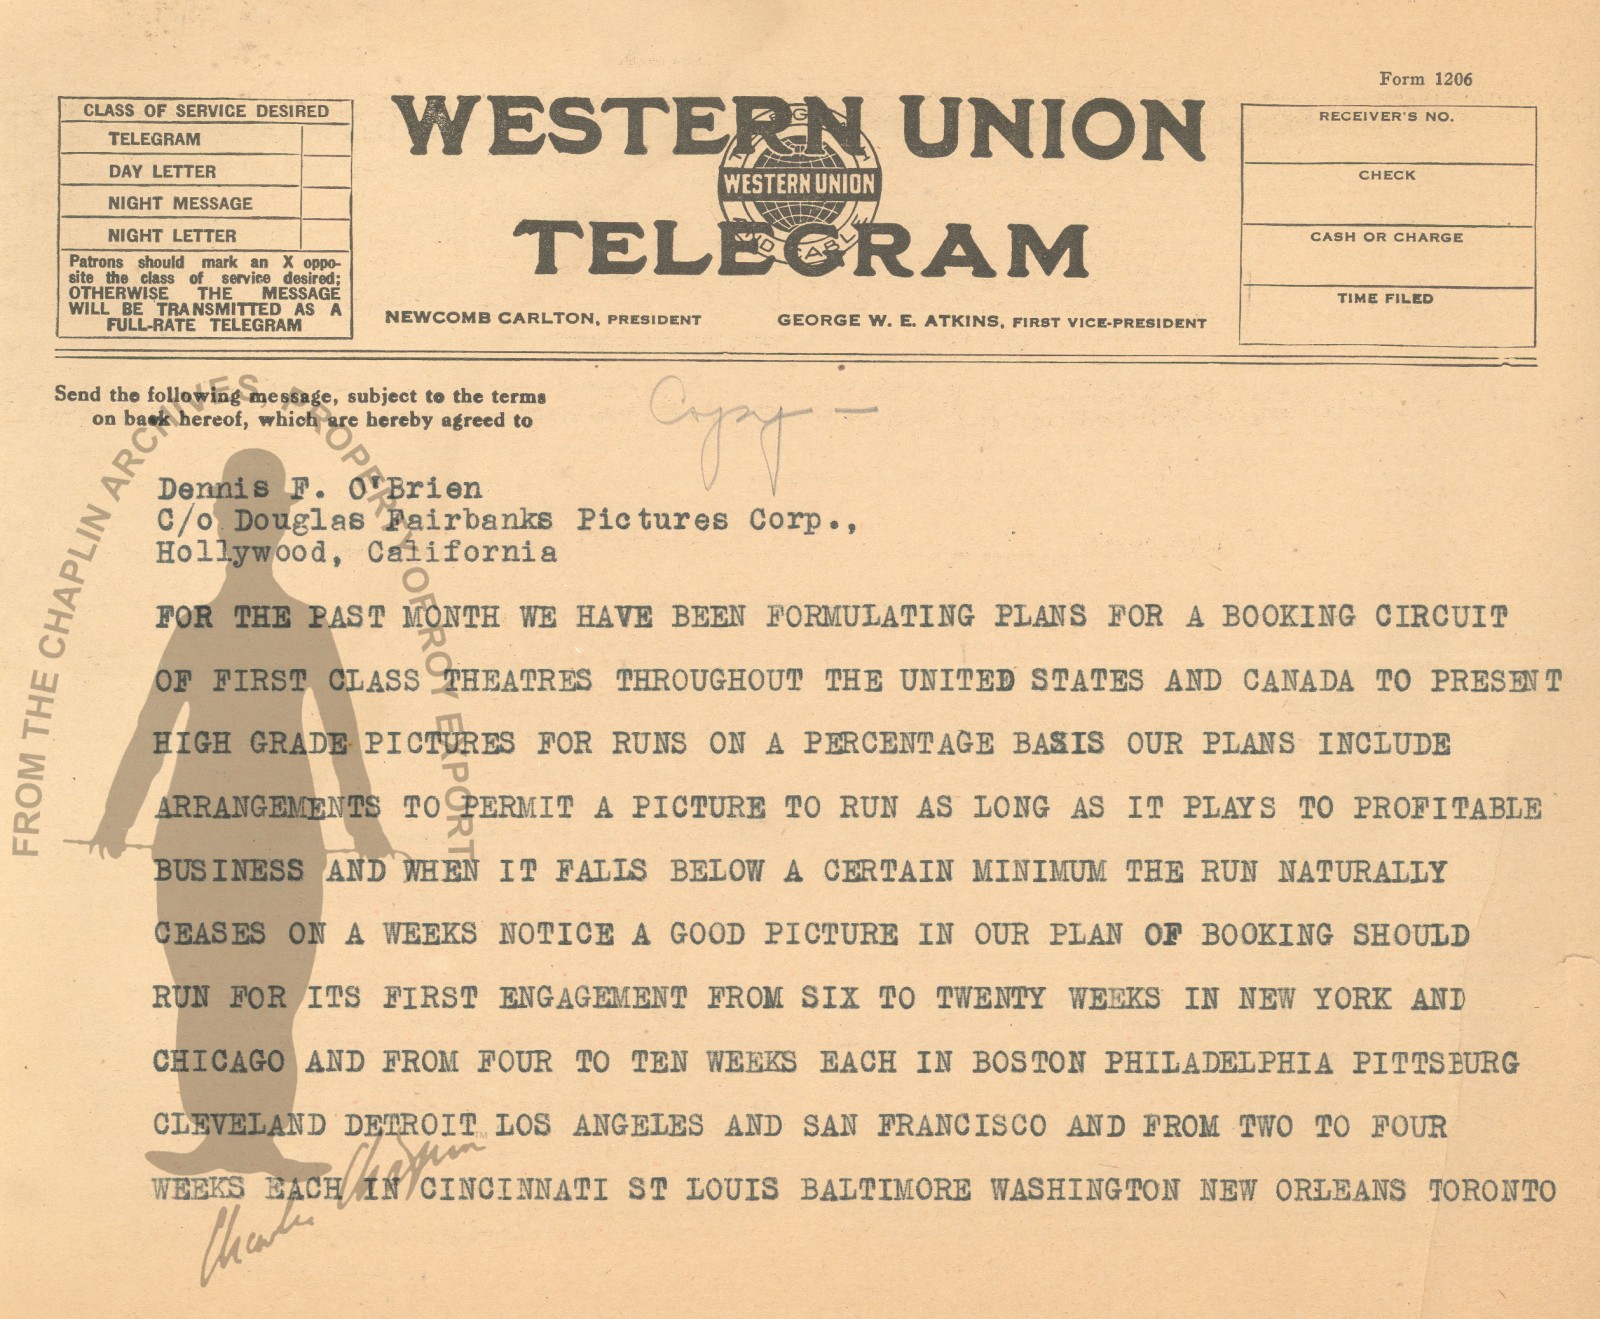 Form 1206
CLASS OF SERVICE DESIRED
TELEGRAM
DAY LETTER
NIGHT MESSAGE
NIGHT LETTER
Patrons should mark an X oppo-
site the class of service desired;
OTHERWISE THE MESSAGE
WILL BE TRANSMITTED AS A
FULL-RATE TELEGRAM
WESTERN UNION
WESTERN UNION
TELEGRAM
AND CABLE
NEWCOMB CARLTON, PRESIDENT
GEORGE W. E. ATKINS, FIRST VICE-PRESIDENT
RECEIVER'S NO.
CHECK
CASH OR CHARGE
TIME FILED
Send the following message, subject to the terms
on back hereof, which are hereby agreed to
Copy —
Dennis F. O'Brien
C/o Douglas Fairbanks Pictures Corp.,
Hollywood, California
FOR THE PAST MONTH WE HAVE BEEN FORMULATING PLANS FOR A BOOKING CIRCUIT
OF FIRST CLASS THEATRES THROUGHOUT THE UNITED STATES AND CANADA TO PRESENT
HIGH GRADE PICTURES FOR RUNS ON A PERCENTAGE BASIS OUR PLANS INCLUDE
ARRANGEMENTS TO PERMIT A PICTURE TO RUN AS LONG AS IT PLAYS TO PROFITABLE
BUSINESS AND WHEN IT FALLS BELOW A CERTAIN MINIMUM THE RUN NATURALLY
CEASES ON A WEEKS NOTICE A GOOD PICTURE IN OUR PLAN OF BOOKING SHOULD
RUN FOR ITS FIRST ENGAGEMENT FROM SIX TO TWENTY WEEKS IN NEW YORK AND
CHICAGO AND FROM FOUR TO TEN WEEKS EACH IN BOSTON PHILADELPHIA PITTSBURG
CLEVELAND DETROIT LOS ANGELES AND SAN FRANCISCO AND FROM TWO TO FOUR
WEEKS EACH IN CINCINNATI ST LOUIS BALTIMORE WASHINGTON NEW ORLEANS TORONTO
FROM THE CHAPLIN ARCHIVES, PROPERTY OF ROY EXPORT
Charlie Chaplin TM